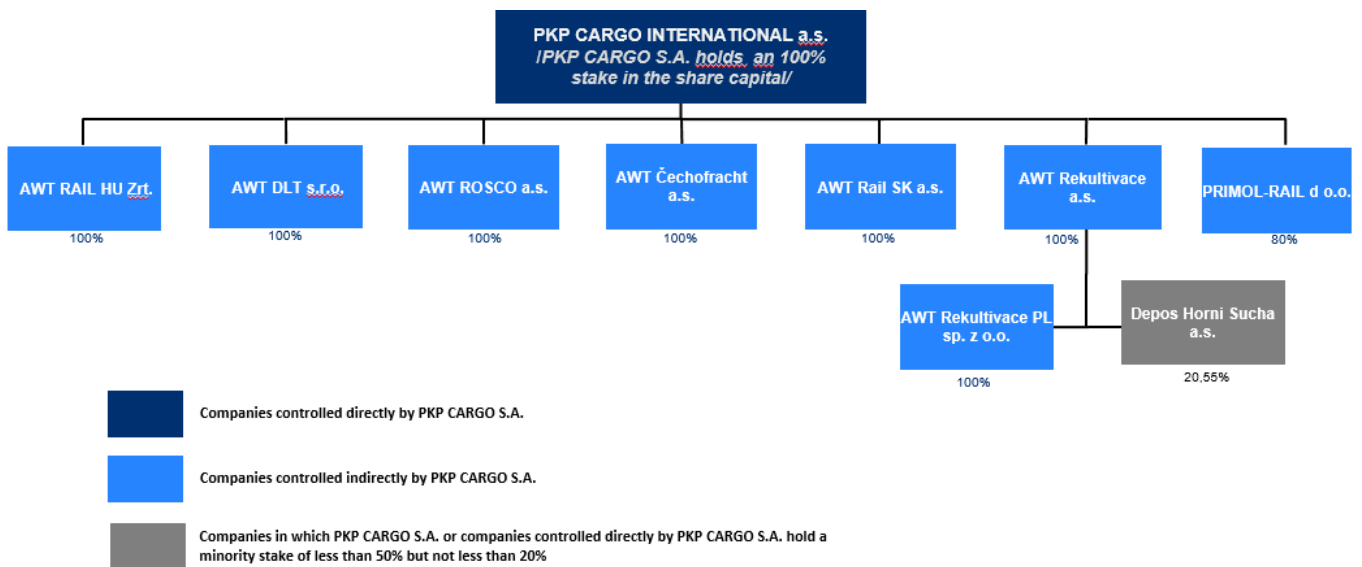 PKP CARGO INTERNATIONAL a.s.
/PKP CARGO S.A. holds an 100%
stake in the share capital/
AWT RAIL HU Zrt.
100%
AWT DLT s.r.o.
100%
AWT ROSCO a.s.
100%
AWT Čechofracht
a.s.
100%
AWT Rail SK a.s.
100%
AWT Rekultivace
a.s.
100%
PRIMOL-RAIL d o.o.
80%
AWT Rekultivace PL
sp. z o.o.
100%
Depos Horni Sucha
a.s.
20,55%
Companies controlled directly by PKP CARGO S.A.
Companies controlled indirectly by PKP CARGO S.A.
Companies in which PKP CARGO S.A. or companies controlled directly by PKP CARGO S.A. hold a
minority stake of less than 50% but not less than 20%